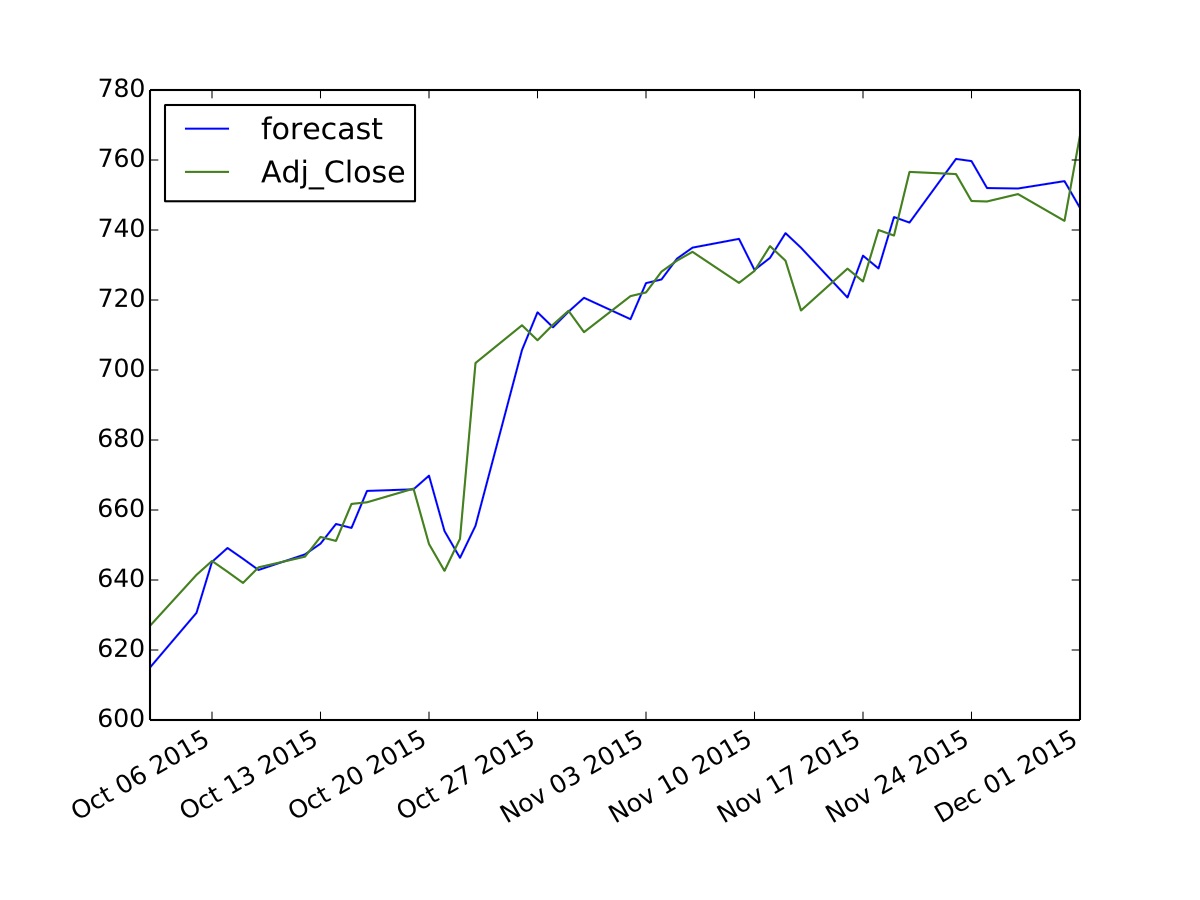 780
760
740
720
700
680
660
640
620
600
forecast
Adj_Close
Oct 06 2015
Oct 13 2015
Oct 20 2015
Oct 27 2015
Nov 03 2015
Nov 10 2015
Nov 17 2015
Nov 24 2015
Dec 01 2015